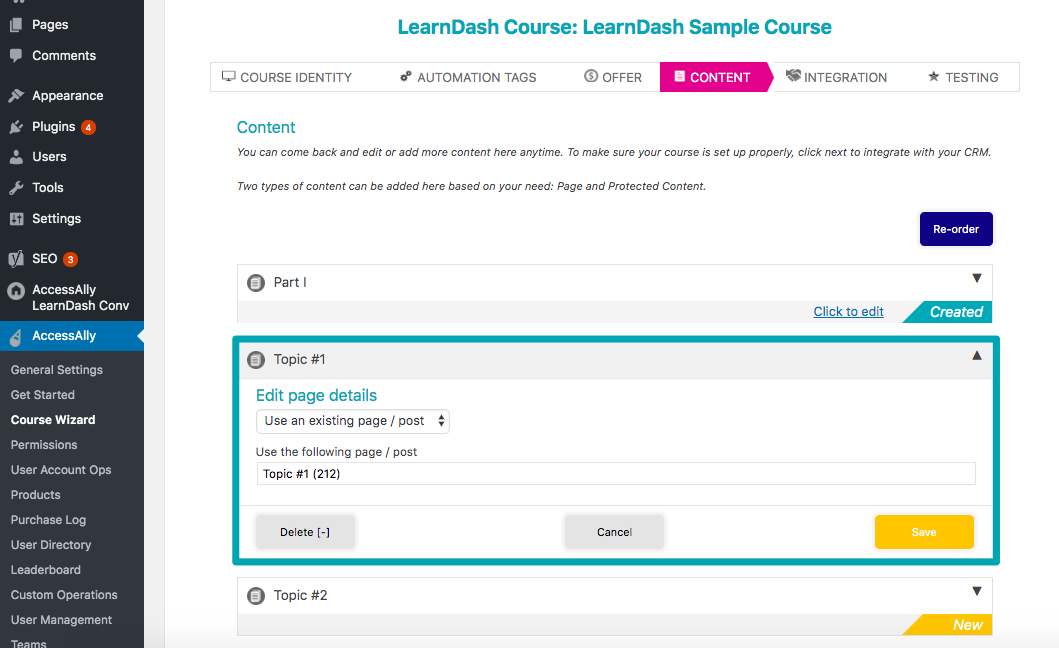 Pages
Comments
Appearance
Plugins 4
Users
Tools
Settings
SEO 3
AccessAlly
LearnDash Conv
AccessAlly
General Settings
Get Started
Course Wizard
Permissions
User Account Ops
Products
Purchase Log
User Directory
Leaderboard
Custom Operations
User Management
Teams
LearnDash Course: LearnDash Sample Course
COURSE IDENTITY AUTOMATION TAGS OFFER CONTENT INTEGRATION TESTING
Content
You can come back and edit or add more content here anytime. To make sure your course is set up properly, click next to integrate with your CRM.
Two types of content can be added here based on your need: Page and Protected Content.
Re-order
Part I
Click to edit Created
Topic #1
Edit page details
Use an existing page / post
Use the following page / post
Topic #1 (212)
Delete [-] Cancel Save
Topic #2
New